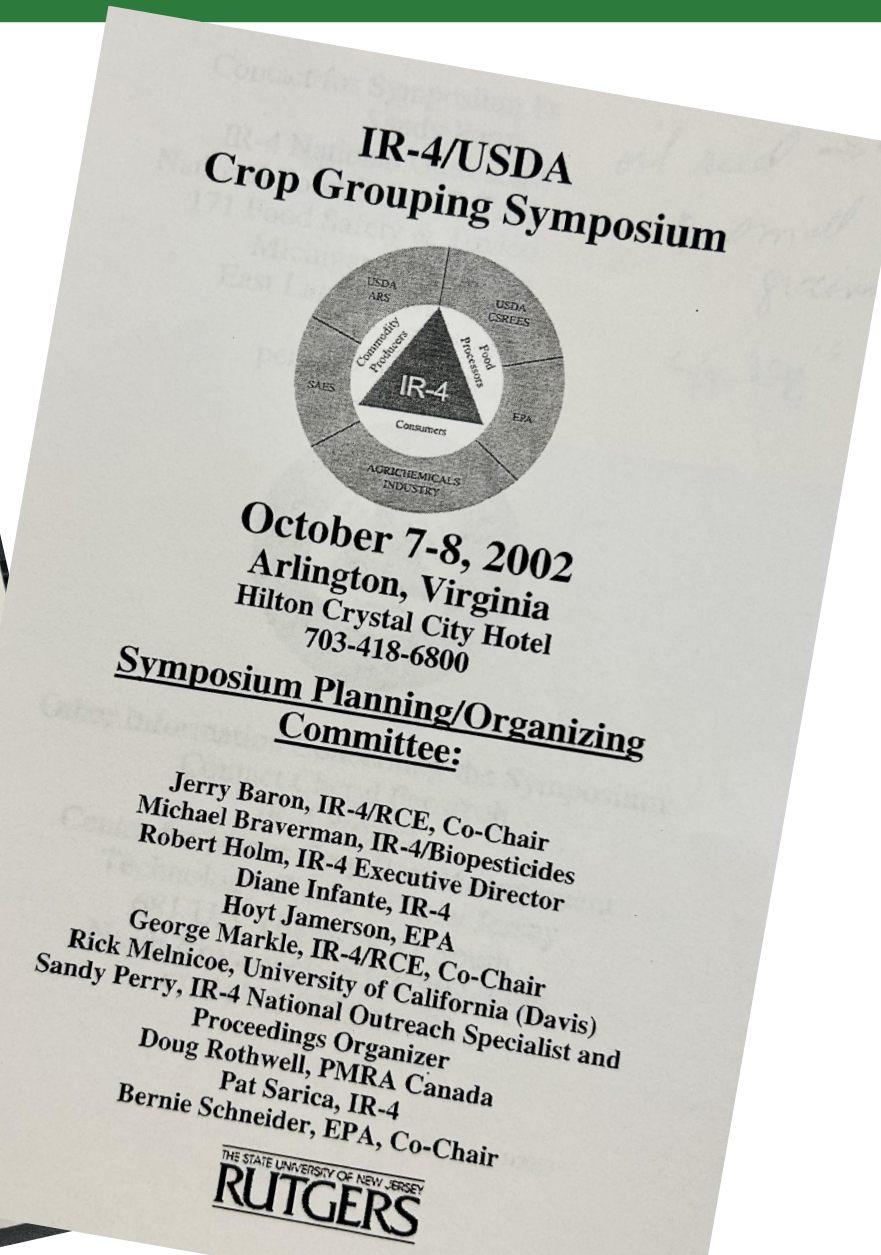 IR-4/USDA
Crop Grouping Symposium
USDA
ARS
USDA
CSREES
Commodity
Producers
Food
Processors
SAES
IR-4
EPA
Consumers
AGRICHEMICALS
INDUSTRY
October 7-8, 2002
Arlington, Virginia
Hilton Crystal City Hotel
703-418-6800
Symposium Planning/Organizing
Committee:
Jerry Baron, IR-4/RCE, Co-Chair
Michael Braverman, IR-4/Biopesticides
Robert Holm, IR-4 Executive Director
Diane Infante, IR-4
Hoyt Jamerson, EPA
George Markle, IR-4/RCE, Co-Chair
Rick Melnicoe, University of California (Davis)
Sandy Perry, IR-4 National Outreach Specialist and
Proceedings Organizer
Doug Rothwell, PMRA Canada
Pat Sarica, IR-4
Bernie Schneider, EPA, Co-Chair
THE STATE UNIVERSITY OF NEW JERSEY
RUTGERS